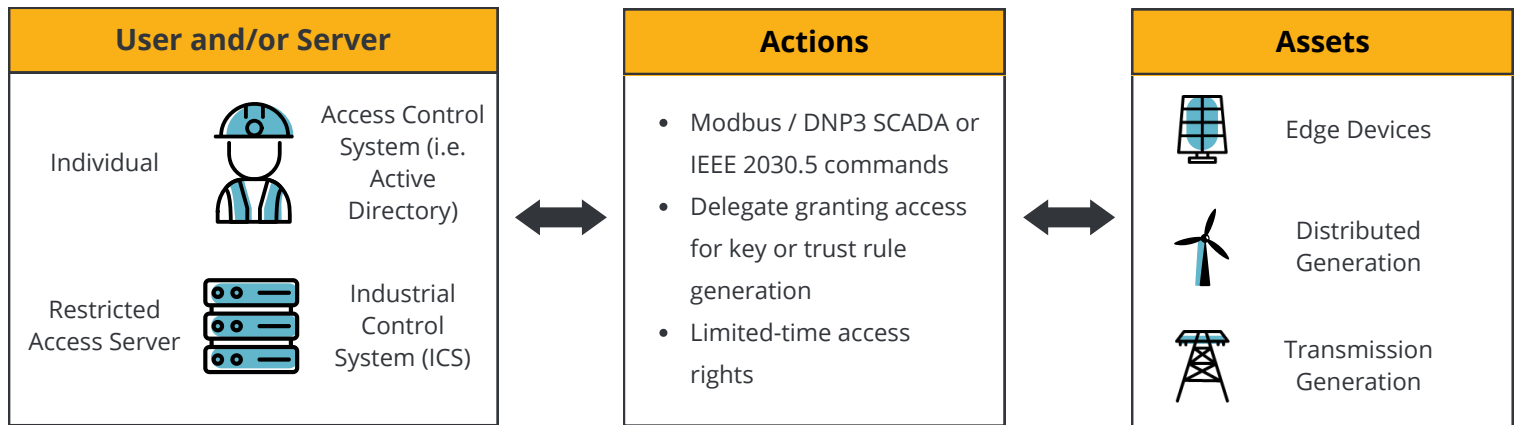 User and/or Server
Individual
Access Control
System (i.e.
Active
Directory)
Restricted
Access Server
Industrial
Control
System (ICS)
Actions
• Modbus / DNP3 SCADA or
IEEE 2030.5 commands
• Delegate granting access
for key or trust rule
generation
• Limited-time access
rights
Assets
Edge Devices
Distributed
Generation
Transmission
Generation